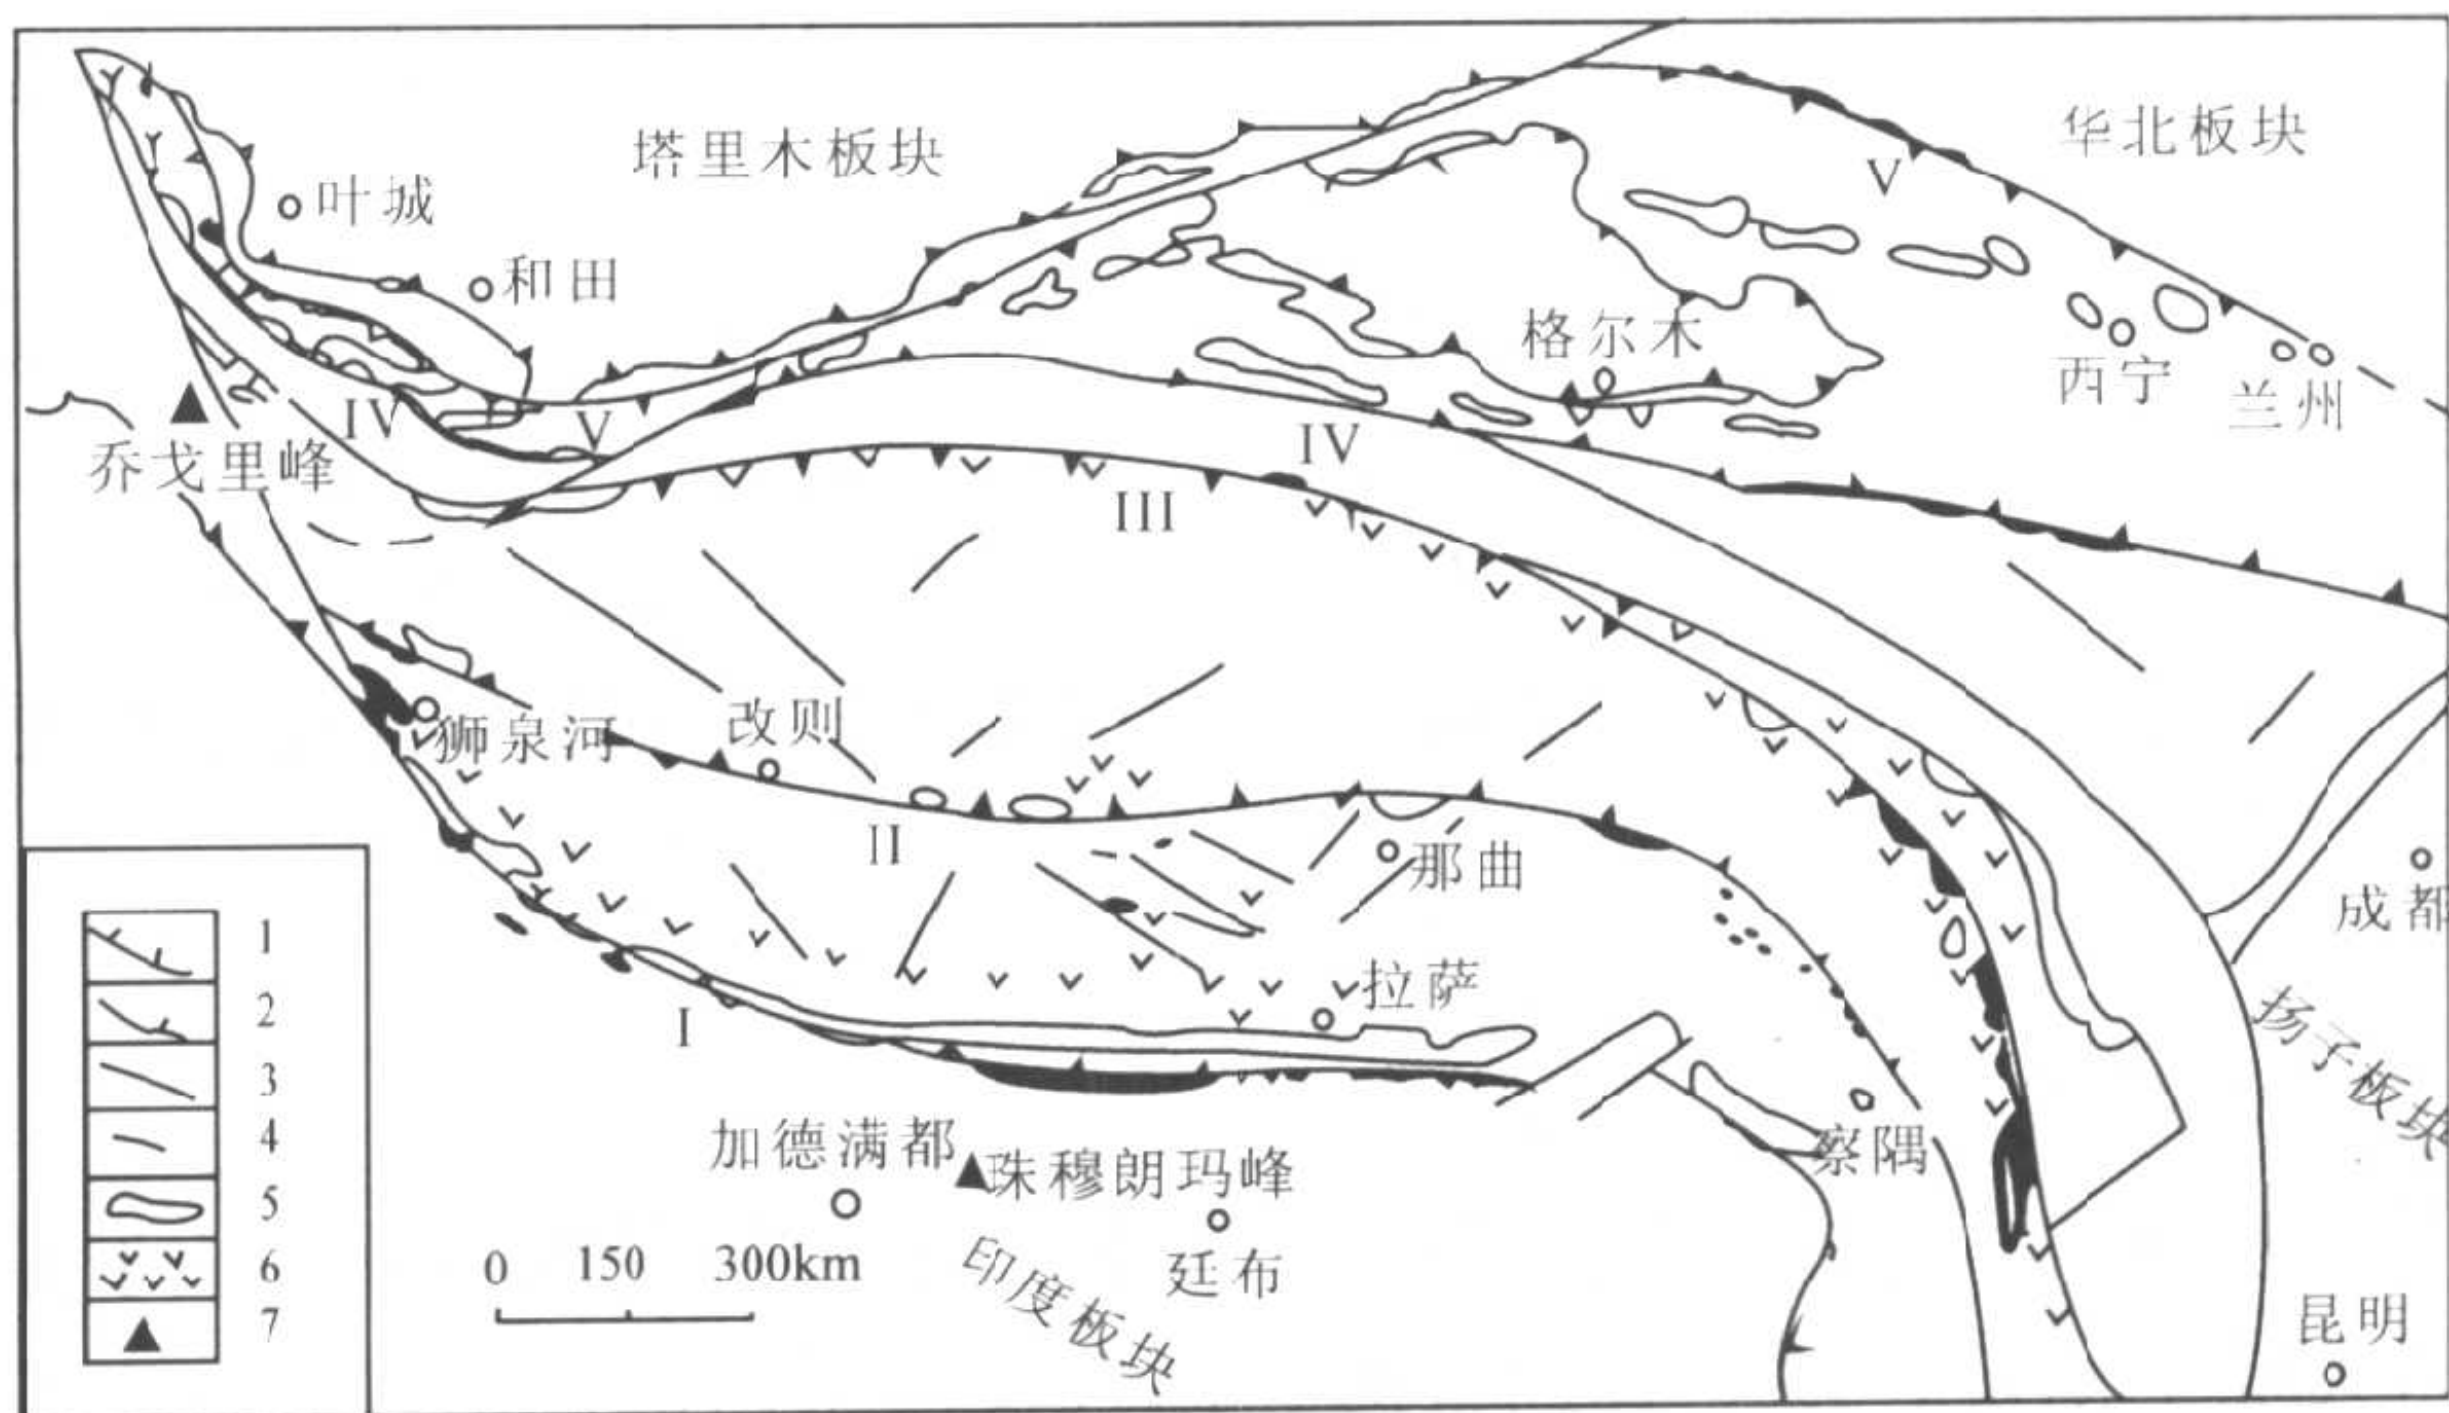 塔里木板块
华北板块
V
叶城
和田
格尔木
西宁
兰州
IV
V
IV
乔戈里峰
III
狮泉河
改则
II
那曲
成都
拉萨
I
扬子板块
加德满都
珠穆朗玛峰
察隅
廷布
印度板块
昆明
0 150 300km
1
2
3
4
5
6
7